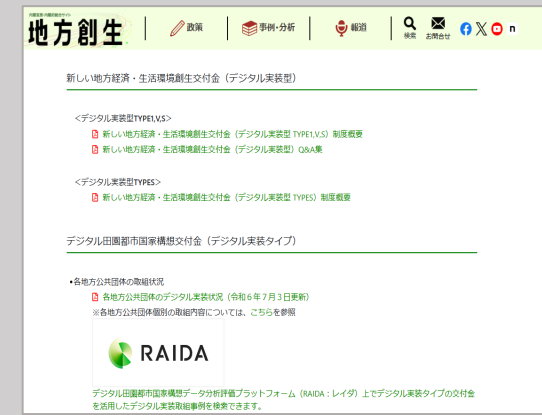 内閣官房・内閣府総合サイト
地方創生
政策
事例・分析
報道
検索
お問合せ
新しい地方経済・生活環境創生交付金（デジタル実装型）
＜デジタル実装型TYPE1,V,S＞
新しい地方経済・生活環境創生交付金（デジタル実装型 TYPE1,V,S）制度概要
新しい地方経済・生活環境創生交付金（デジタル実装型）Q&A集
＜デジタル実装型TYPES＞
新しい地方経済・生活環境創生交付金（デジタル実装型 TYPES）制度概要
デジタル田園都市国家構想交付金（デジタル実装タイプ）
•各地方公共団体の取組状況
各地方公共団体のデジタル実装状況（令和６年７月３日更新）
※各地方公共団体個別の取組内容については、こちらを参照
RAIDA
デジタル田園都市国家構想データ分析評価プラットフォーム（RAIDA：レイダ）上でデジタル実装タイプの交付金
を活用したデジタル実装取組事例を検索できます。